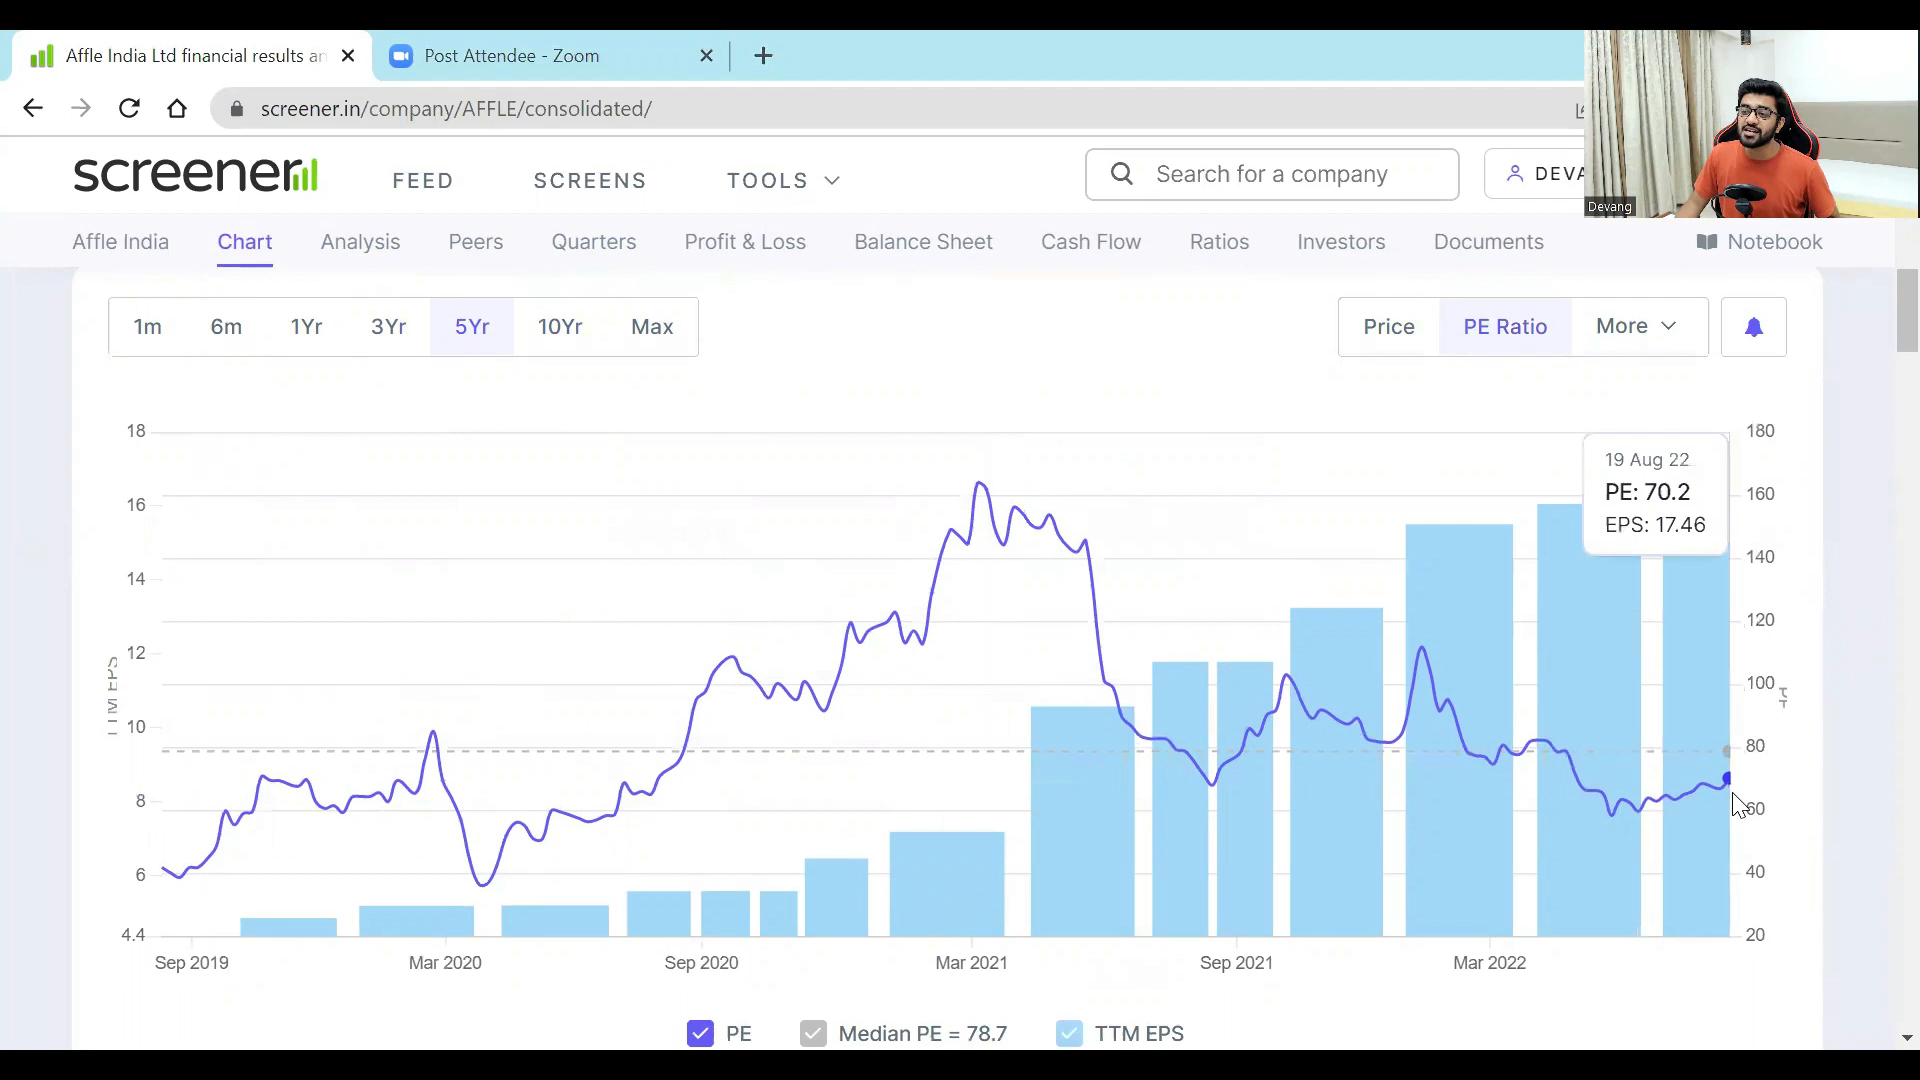 Affle India Ltd financial results an
Post Attendee - Zoom
screener.in/company/AFFLE/consolidated/
screener
FEED
SCREENS
TOOLS
Search for a company
DEVA
Devang
Affle India
Chart
Analysis
Peers
Quarters
Profit & Loss
Balance Sheet
Cash Flow
Ratios
Investors
Documents
Notebook
1m
6m
1Yr
3Yr
5Yr
10Yr
Max
Price
PE Ratio
More
18
16
14
12
10
8
6
4.4
TTM EPS
180
160
140
120
100
80
60
40
20
19 Aug 22
PE: 70.2
EPS: 17.46
Sep 2019
Mar 2020
Sep 2020
Mar 2021
Sep 2021
Mar 2022
PE
Median PE = 78.7
TTM EPS